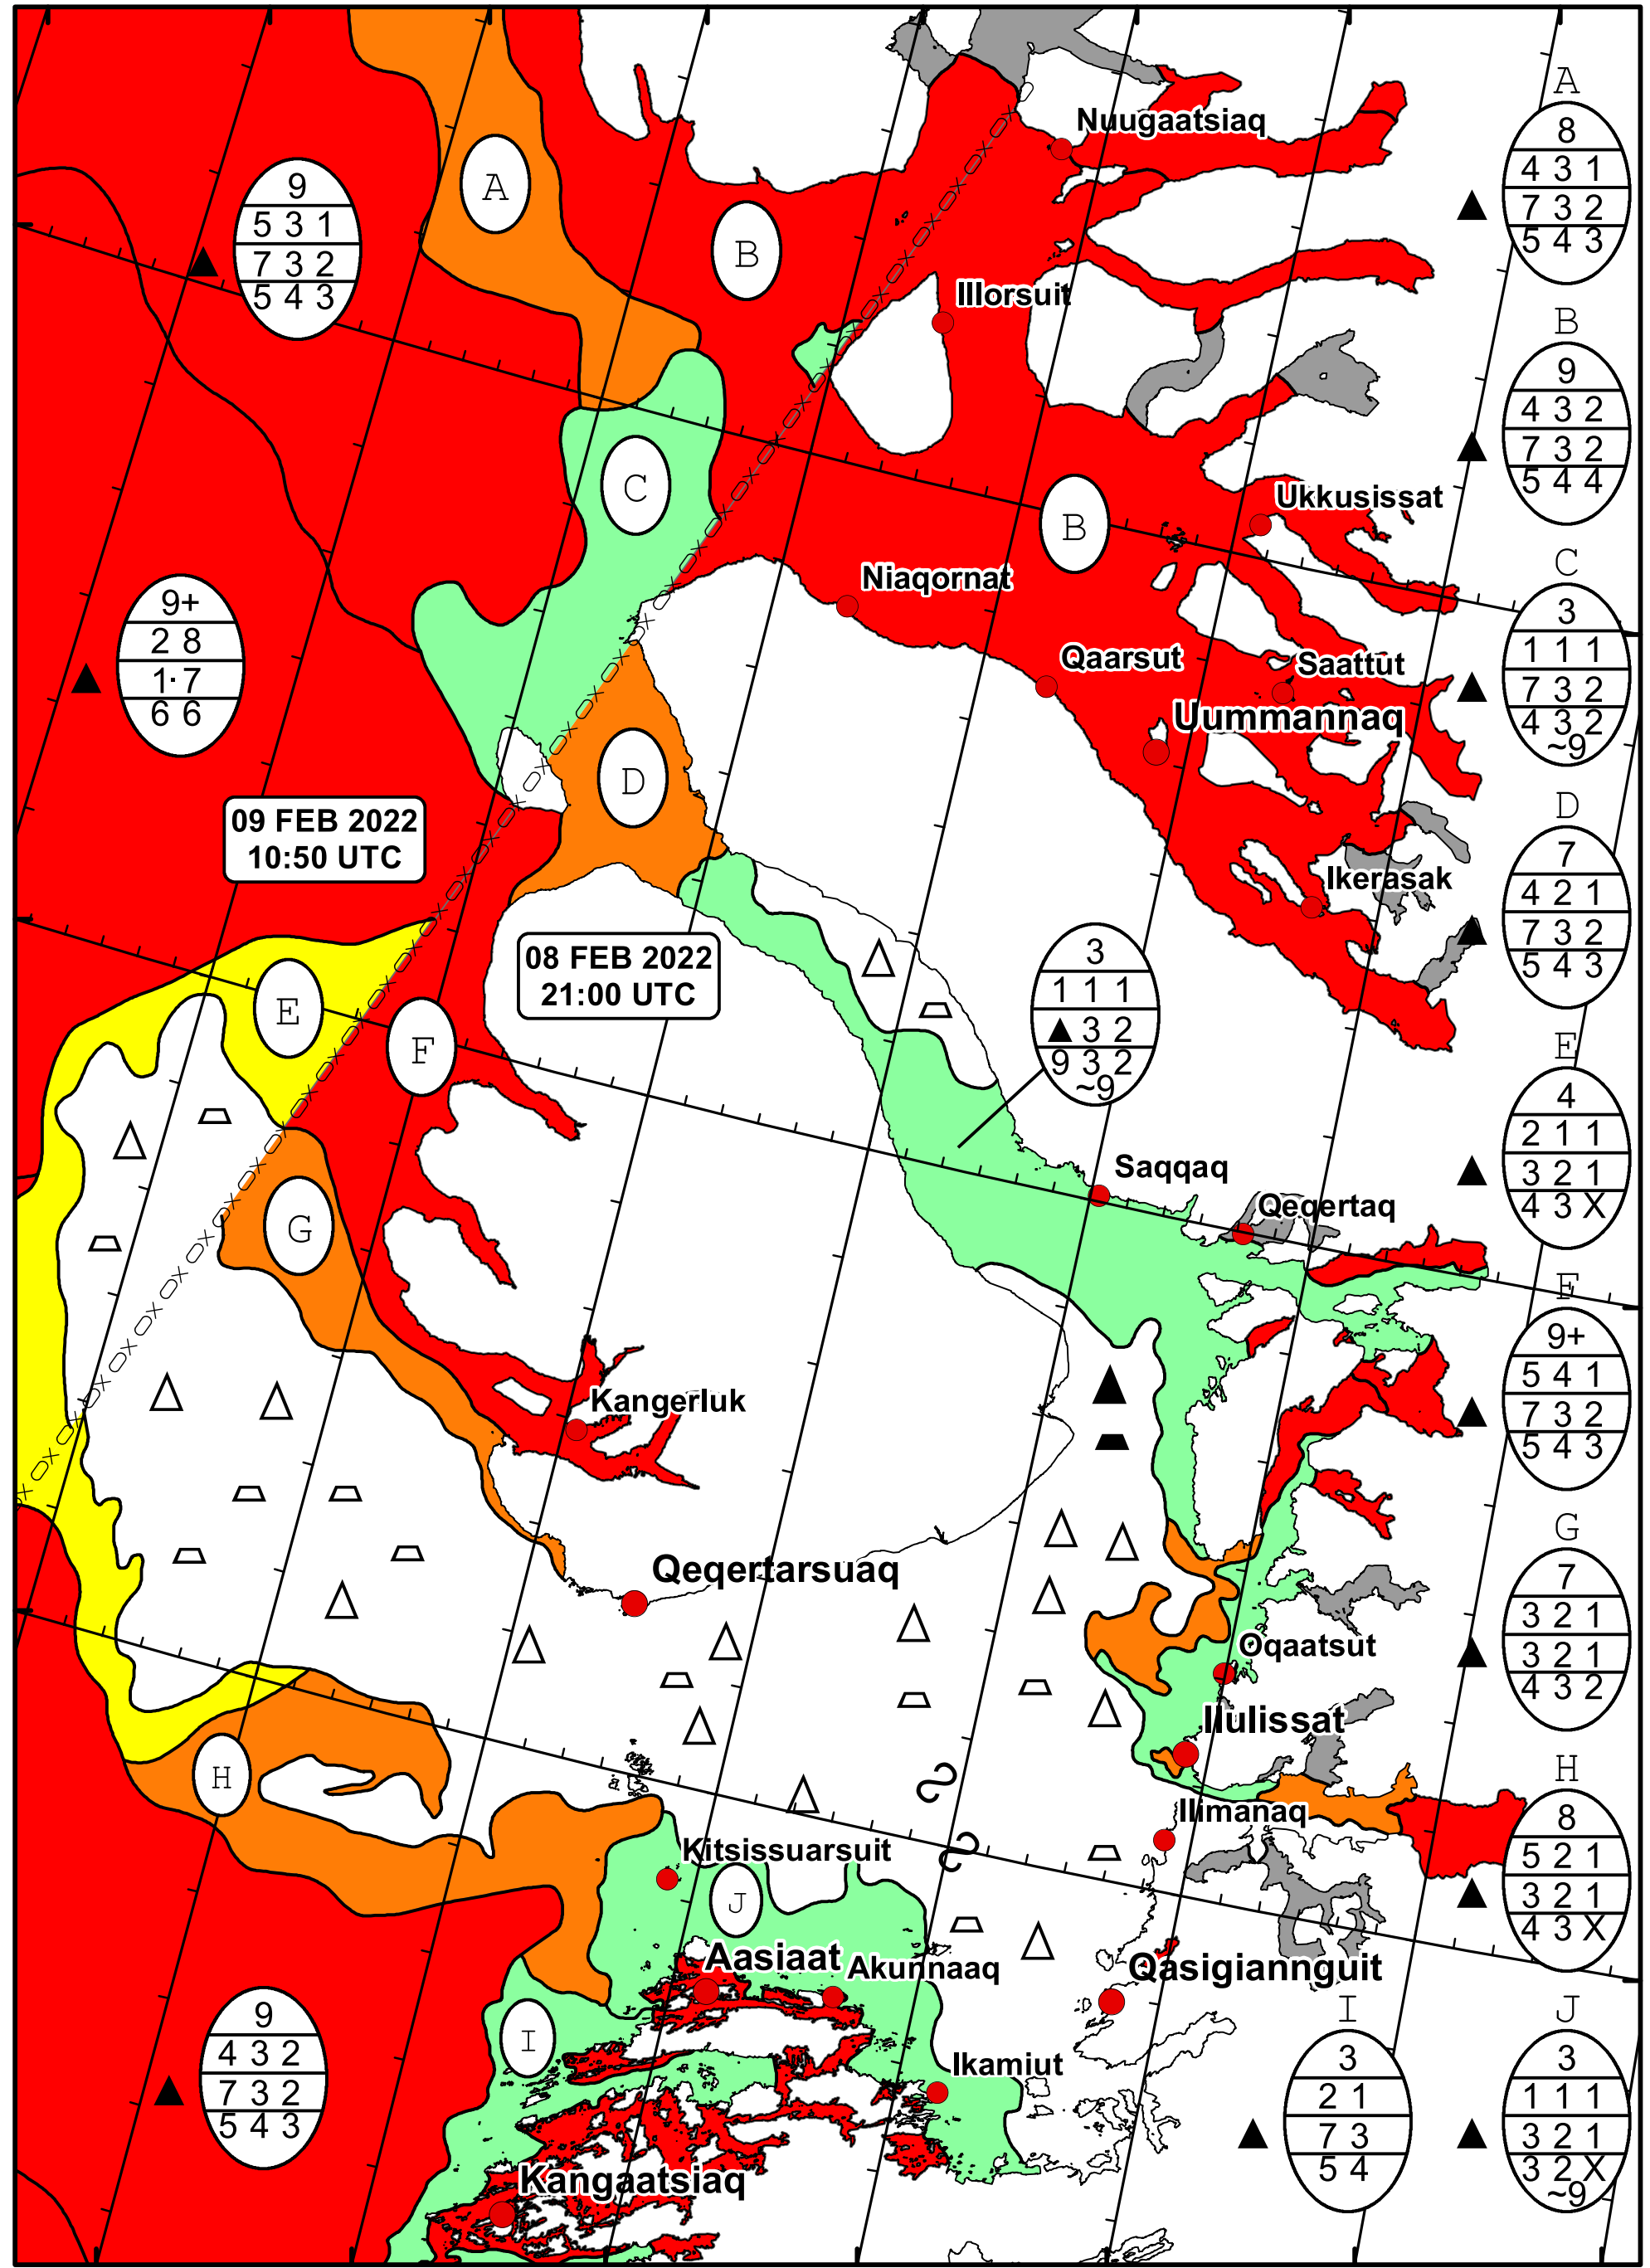 A
8
4 3 1
7 3 2
5 4 3
Nuugaatsiaq
9
5 3 1
7 3 2
5 4 3
A
B
Illorsuit
B
9
4 3 2
7 3 2
5 4 4
C
B
Ukkusissat
Niaqornat
C
3
1 1 1
7 3 2
4 3 2
~9
9+
2 8
1· 7
6 6
Qaarsut
Saattut
Uummannaq
D
D
7
4 2 1
7 3 2
5 4 3
09 FEB 2022
10:50 UTC
Ikerasak
08 FEB 2022
21:00 UTC
3
1 1 1
▲ 3 2
9 3 2
~9
E
F
E
4
2 1 1
3 2 1
4 3 X
Saqqaq
Qeqertaq
G
F
9+
5 4 1
7 3 2
5 4 3
Kangerluk
G
7
3 2 1
3 2 1
4 3 2
Qeqertarsuaq
Oqaatsut
Ilulissat
H
Ilimanaq
H
8
5 2 1
3 2 1
4 3 X
Kitsissuarsuit
J
Aasiaat
Akunnaaq
Qasigiannguit
I
9
4 3 2
7 3 2
5 4 3
Ikamiut
I
3
2 1
7 3
5 4
J
3
1 1 1
3 2 1
3 2 X
~9
Kangaatsiaq